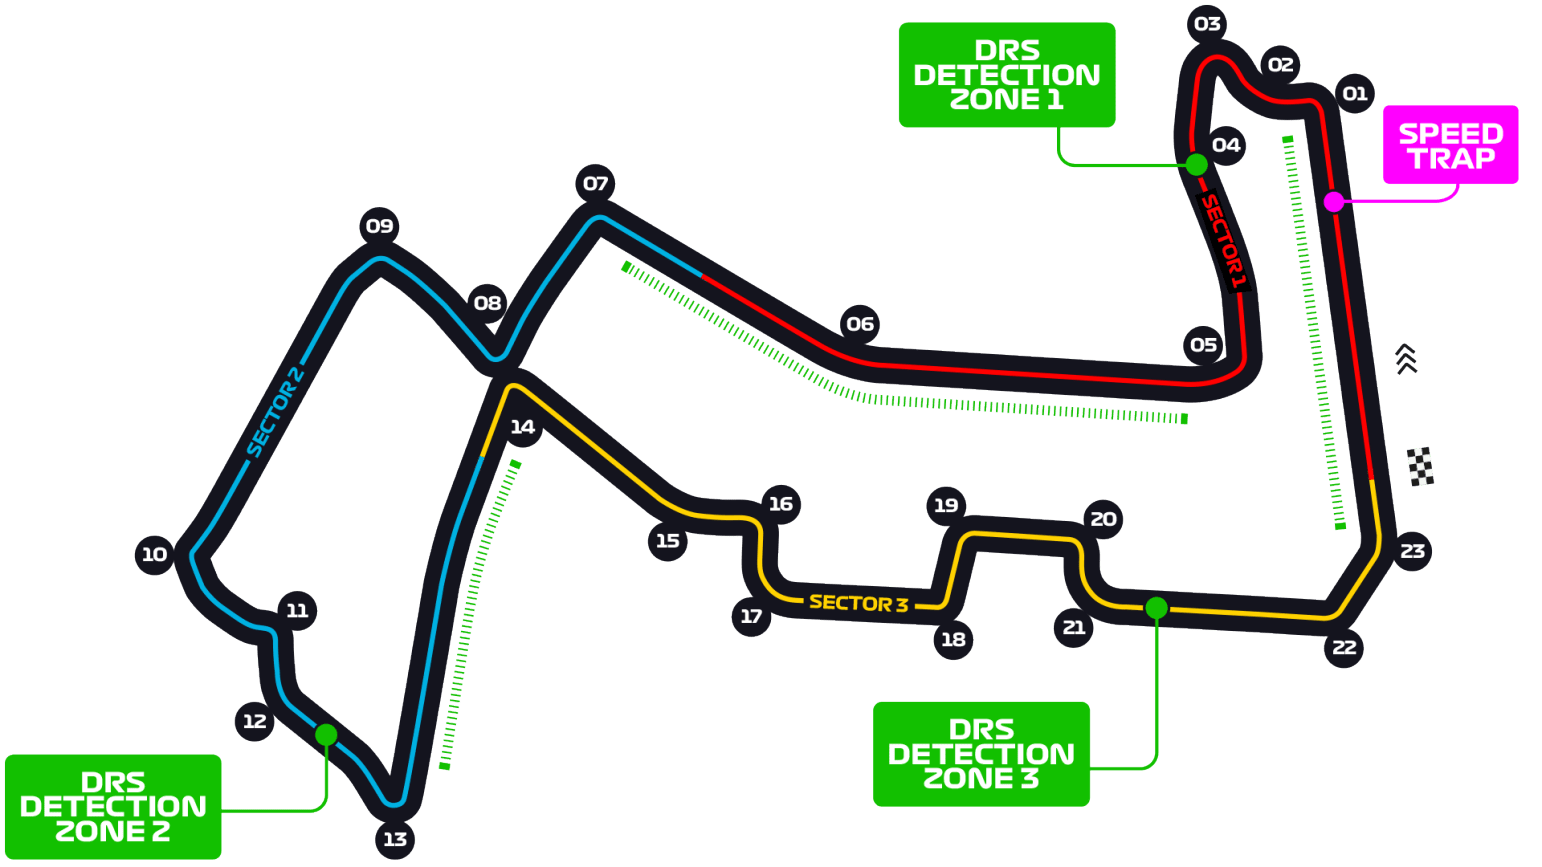 03
DRS
DETECTION
ZONE 1
02
01
SPEED
TRAP
04
07
SECTOR 1
09
08
06
05
SECTOR 2
14
16
19
20
15
10
23
11
SECTOR 3
17
21
18
22
12
DRS
DETECTION
ZONE 3
DRS
DETECTION
ZONE 2
13